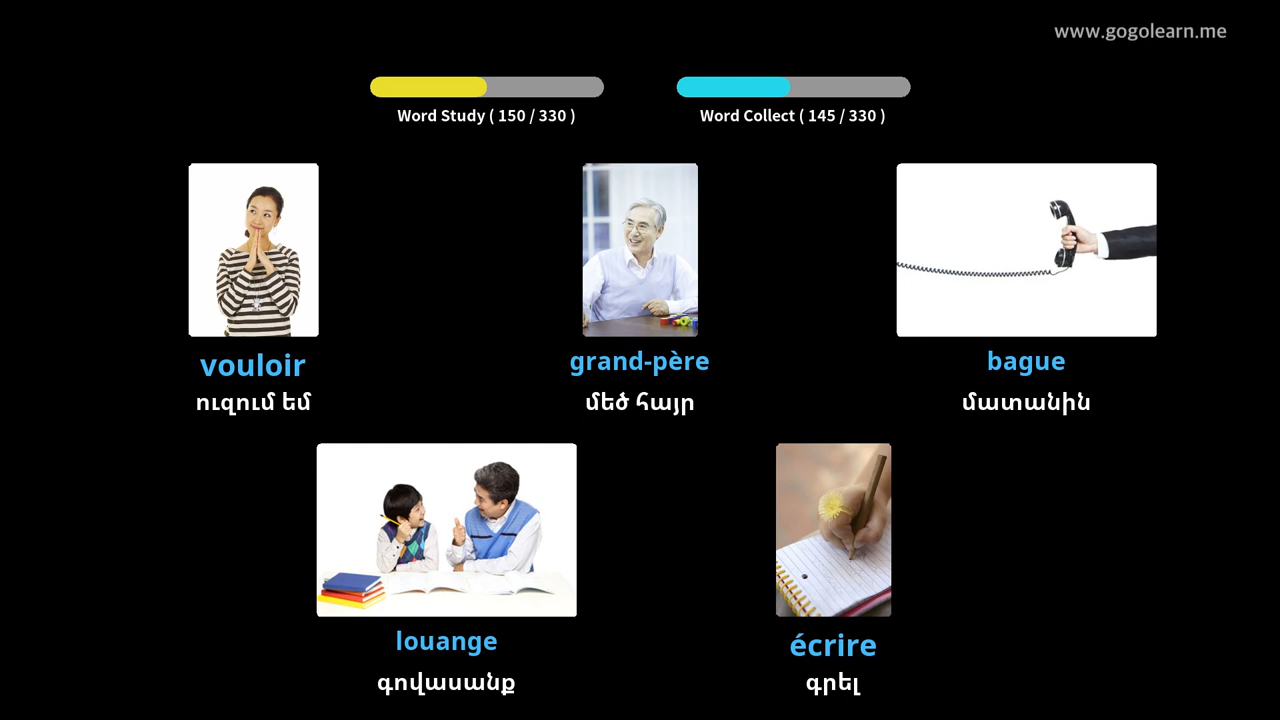 www.gogolearn.me
Word Study ( 150 / 330 )
Word Collect ( 145 / 330 )
vouloir
ուզում եմ
grand-père
մեծ հայր
bague
մատանին
louange
գովասանք
écrire
գրել